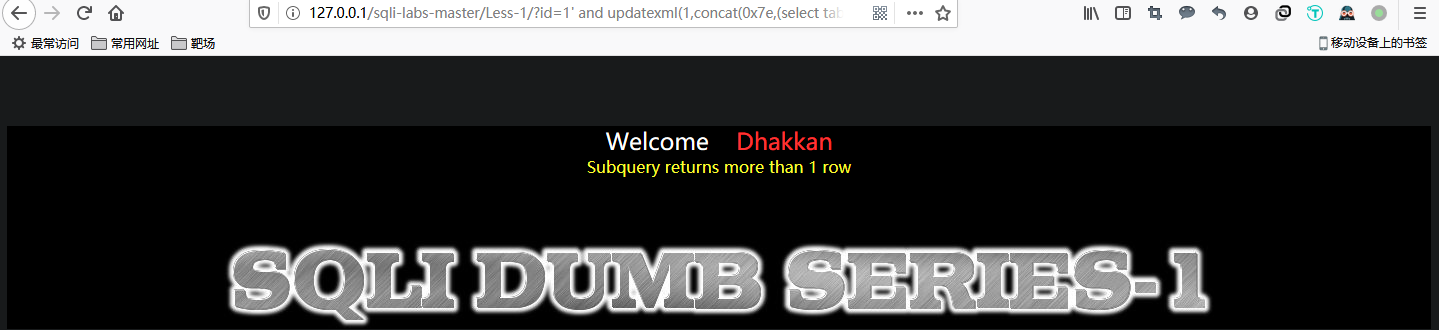 127.0.0.1/sqli-labs-master/Less-1/?id=1' and updatexml(1,concat(0x7e,(select tab
最常访问 常用网址 靶场 移动设备上的书签
Welcome Dhakkan
Subquery returns more than 1 row
SQLI DUMB SERIES-1